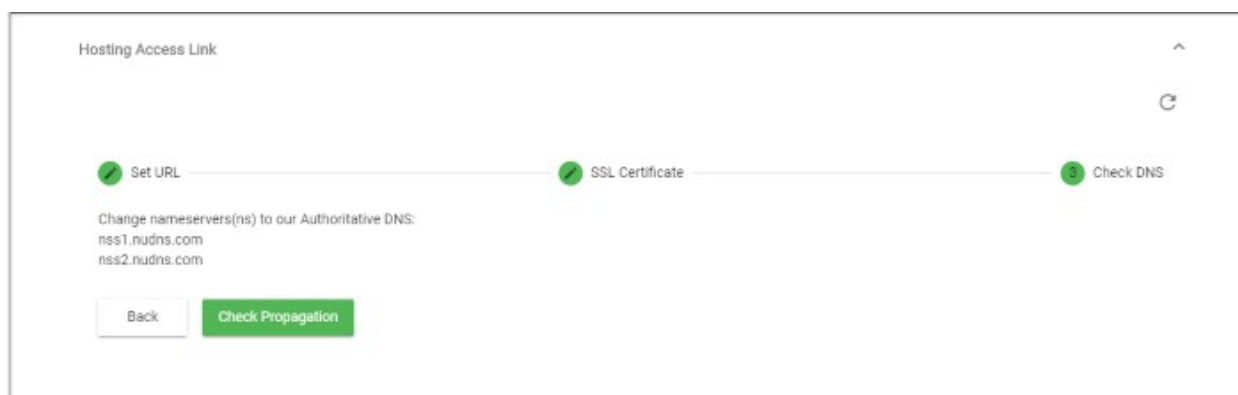 Hosting Access Link
Set URL
SSL Certificate
3 Check DNS
Change nameservers(ns) to our Authoritative DNS:
nss1.nudns.com
nss2.nudns.com
Back
Check Propagation